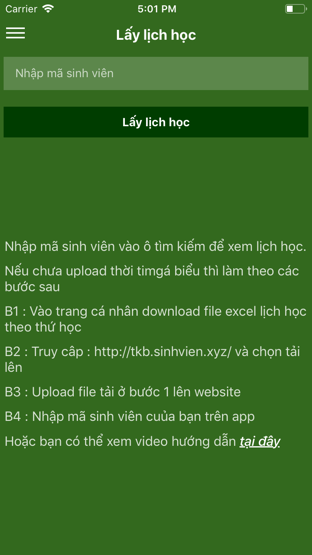 Carrier 5:01 PM
Lấy lịch học
Nhập mã sinh viên
Lấy lịch học
Nhập mã sinh viên vào ô tìm kiếm để xem lịch học.
Nếu chưa upload thời timgá biểu thì làm theo các
bước sau
B1 : Vào trang cá nhân download file excel lịch học
theo thứ học
B2 : Truy câp : http://tkb.sinhvien.xyz/ và chọn tải
lên
B3 : Upload file tải ở bước 1 lên website
B4 : Nhập mã sinh viên cuủa bạn trên app
Hoặc bạn có thể xem video hướng dẫn tại đây